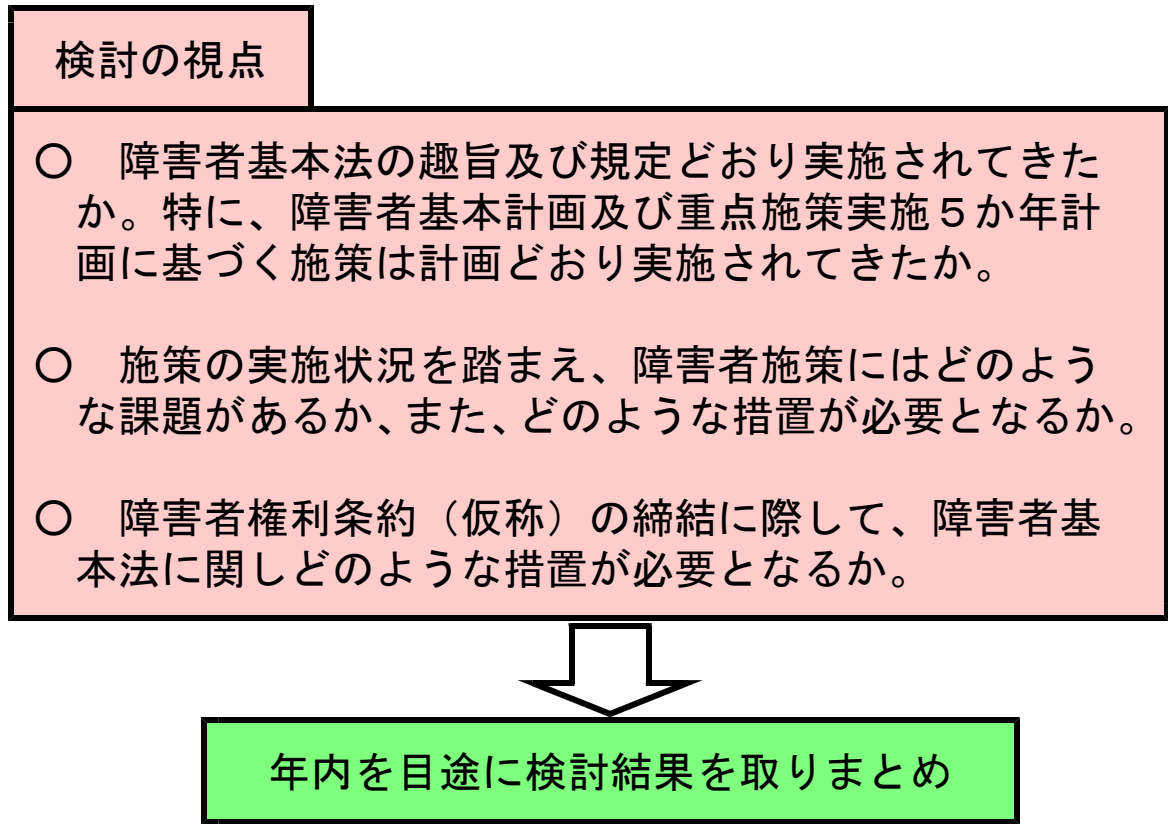 検討の視点
○　障害者基本法の趣旨及び規定どおり実施されてきた
か。特に、障害者基本計画及び重点施策実施５か年計
画に基づく施策は計画どおり実施されてきたか。
○　施策の実施状況を踏まえ、障害者施策にはどのよう
な課題があるか、また、どのような措置が必要となるか。
○　障害者権利条約（仮称）の締結に際して、障害者基
本法に関しどのような措置が必要となるか。
年内を目途に検討結果を取りまとめ